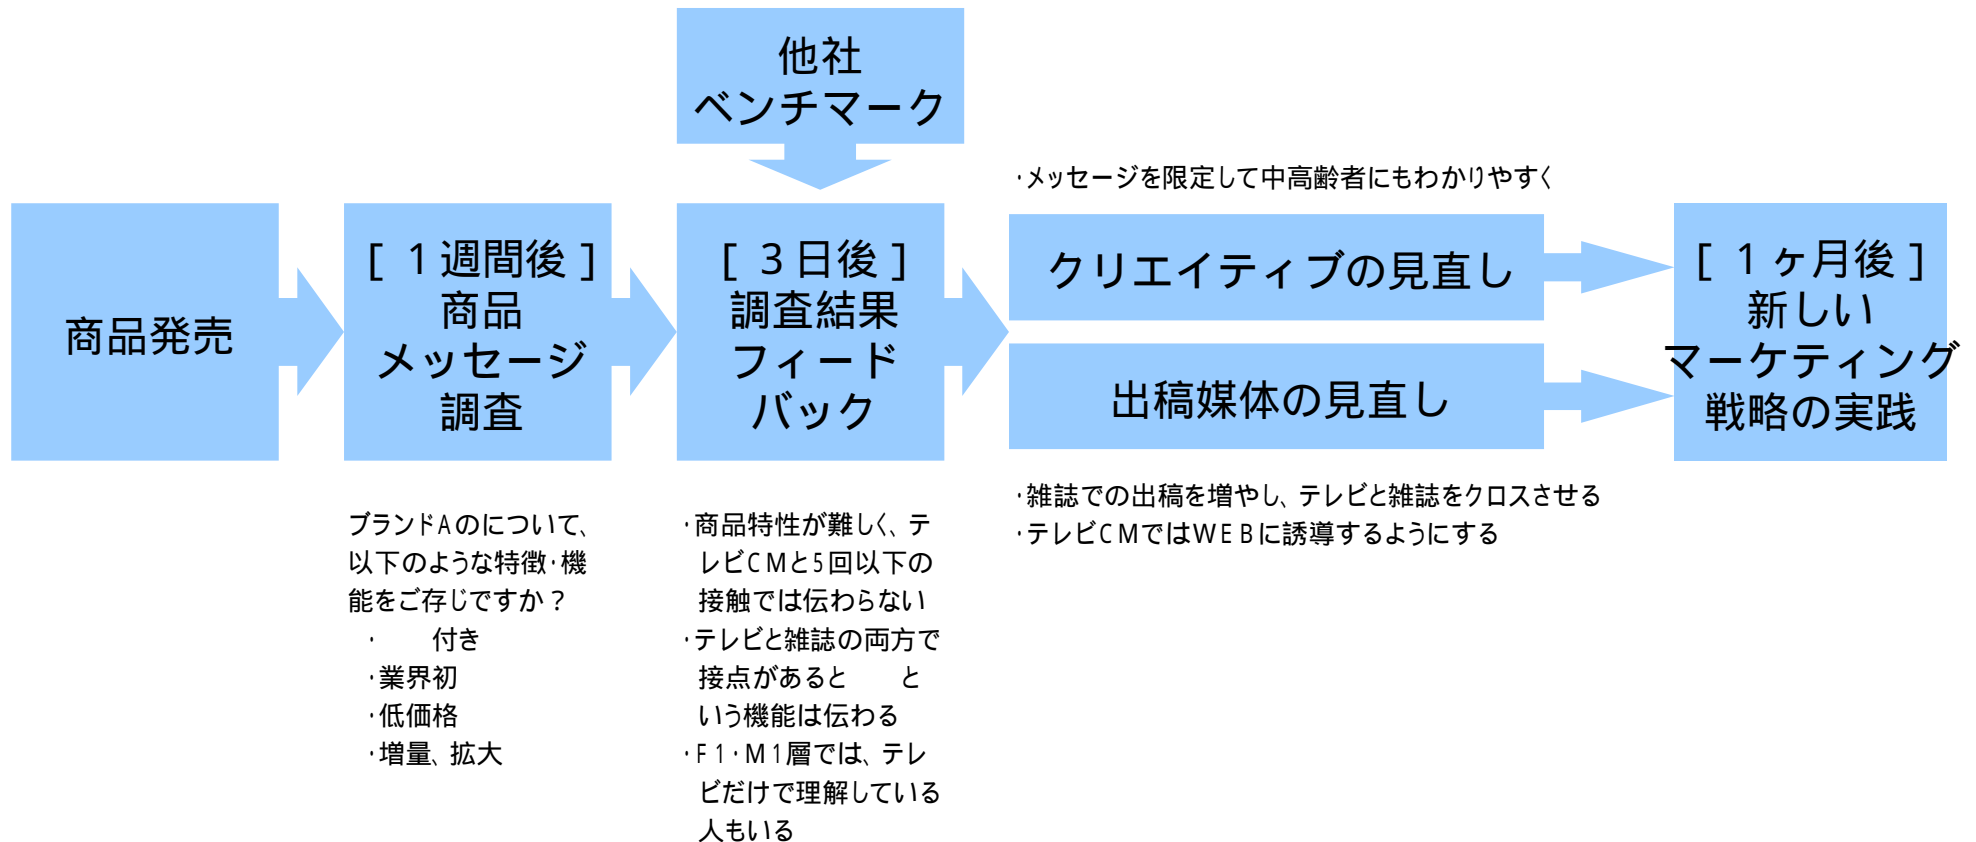 他社
ベンチマーク
商品発売
[ 1週間後 ]
商品
メッセージ
調査
[ 3日後 ]
調査結果
フィード
バック
・メッセージを限定して中高齢者にもわかりやすく
クリエイティブの見直し
出稿媒体の見直し
・雑誌での出稿を増やし、テレビと雑誌をクロスさせる
・テレビCMではWEBに誘導するようにする
[ 1ヶ月後 ]
新しい
マーケティング
戦略の実践
ブランドAのについて、
以下のような特徴・機
能をご存じですか？
・　　付き
・業界初
・低価格
・増量、拡大
・商品特性が難しく、テ
レビCMと5回以下の
接触では伝わらない
・テレビと雑誌の両方で
接点があると　　と
いう機能は伝わる
・F1・M1層では、テレ
ビだけで理解している
人もいる